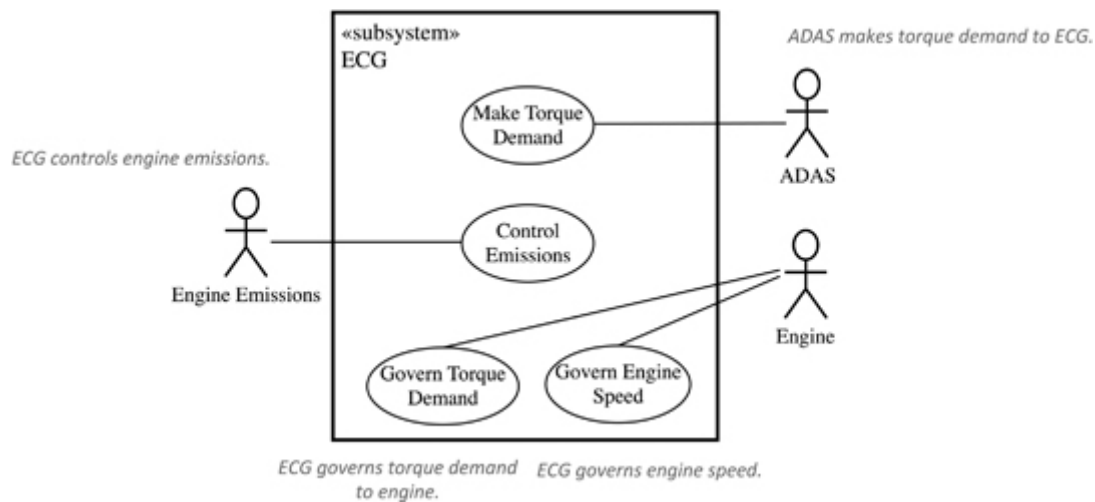 «subsystem»
ECG
ADAS makes torque demand to ECG.
Make Torque
Demand
ADAS
ECG controls engine emissions.
Control
Emissions
Engine Emissions
Engine
Govern Torque
Demand
Govern Engine
Speed
ECG governs torque demand
to engine.
ECG governs engine speed.